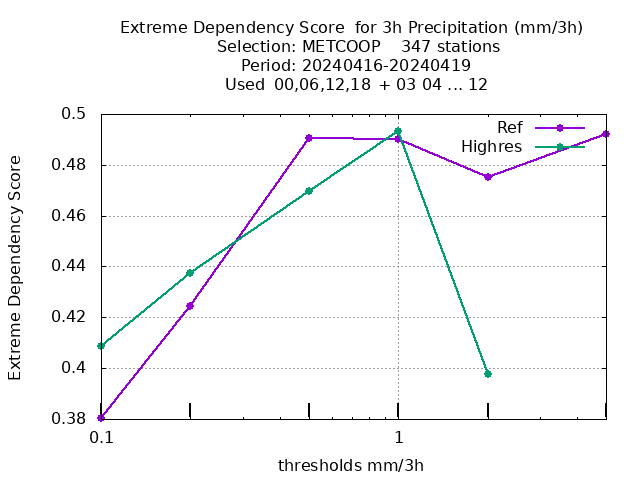 Extreme Dependency Score  for 3h Precipitation (mm/3h)
Selection: METCOOP    347 stations
Period: 20240416-20240419
Used  00,06,12,18 + 03 04 ... 12
Ref
Highres
Extreme Dependency Score
0.5
0.48
0.46
0.44
0.42
0.4
0.38
0.1
1
thresholds mm/3h